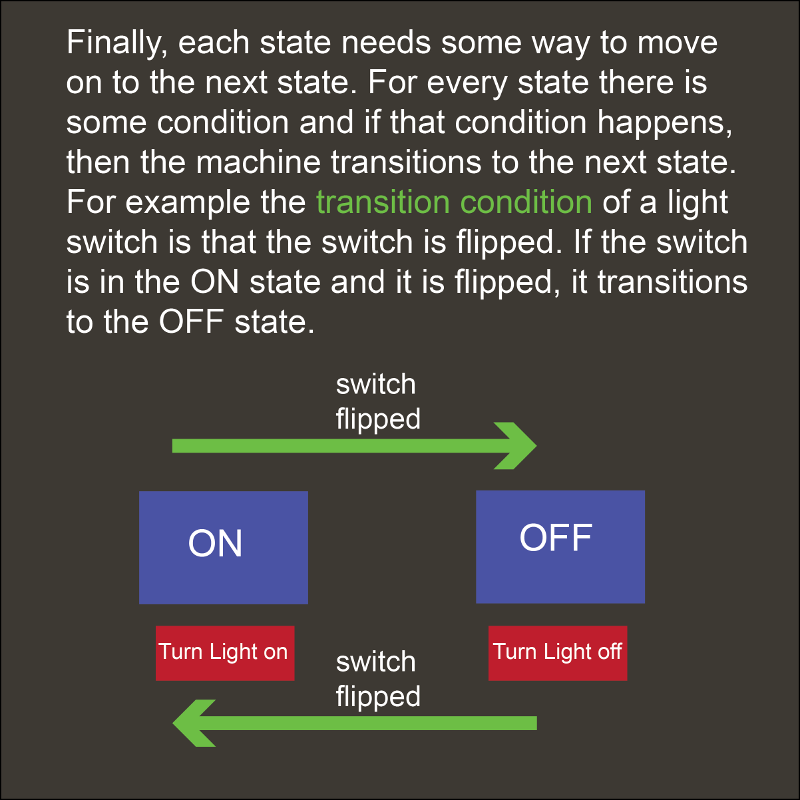 Finally, each state needs some way to move
on to the next state. For every state there is
some condition and if that condition happens,
then the machine transitions to the next state.
For example the transition condition of a light
switch is that the switch is flipped. If the switch
is in the ON state and it is flipped, it transitions
to the OFF state.
switch
flipped
ON
OFF
Turn Light on
Turn Light off
switch
flipped